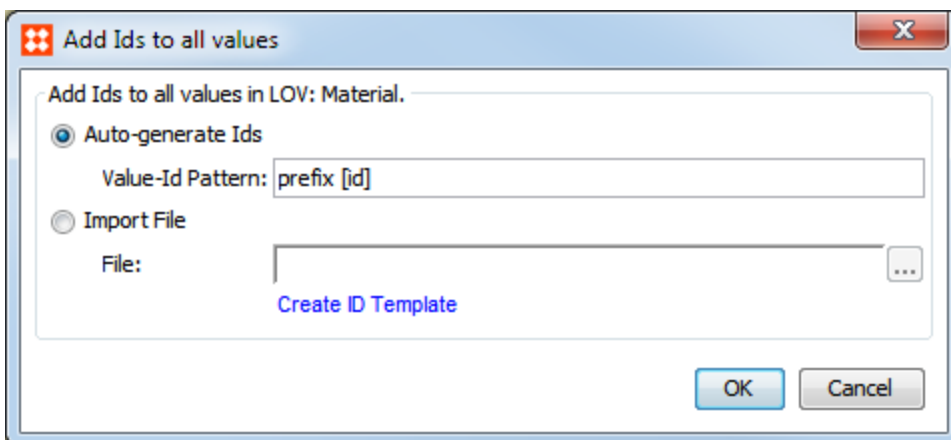 Add Ids to all values
Add Ids to all values in LOV: Material.
Auto-generate Ids
Value-Id Pattern: prefix [id]
Import File
File: ...
Create ID Template
OK Cancel